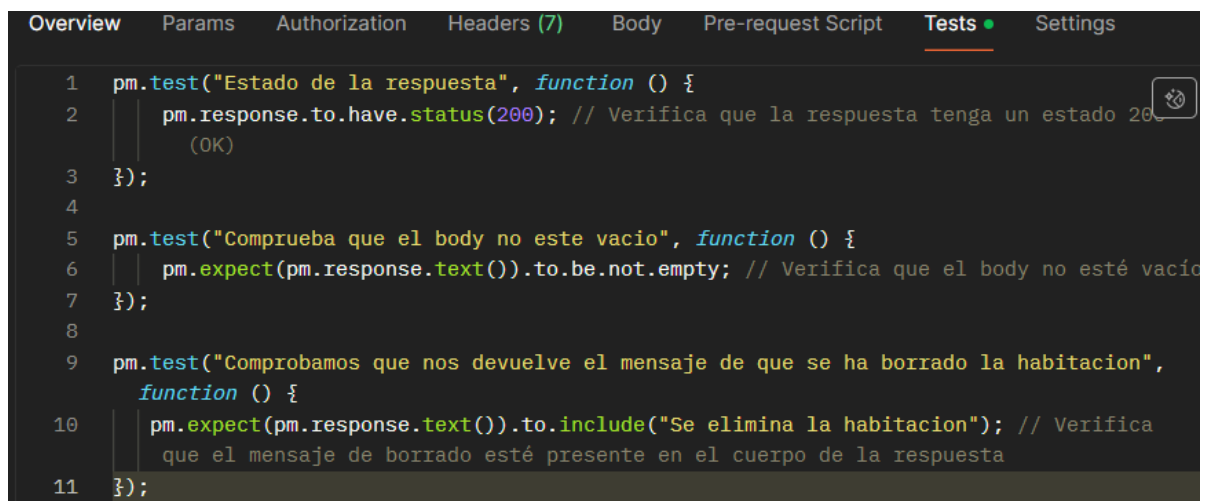 Overview Params Authorization Headers (7) Body Pre-request Script Tests Settings
1 pm.test("Estado de la respuesta", function () {
2 pm.response.to.have.status(200); // Verifica que la respuesta tenga un estado 200
(OK)
3 });
4
5 pm.test("Comprueba que el body no este vacio", function () {
6 pm.expect(pm.response.text()).to.be.not.empty; // Verifica que el body no esté vacío
7 });
8
9 pm.test("Comprobamos que nos devuelve el mensaje de que se ha borrado la habitacion",
function () {
10 pm.expect(pm.response.text()).to.include("Se elimina la habitacion"); // Verifica
que el mensaje de borrado esté presente en el cuerpo de la respuesta
11 });